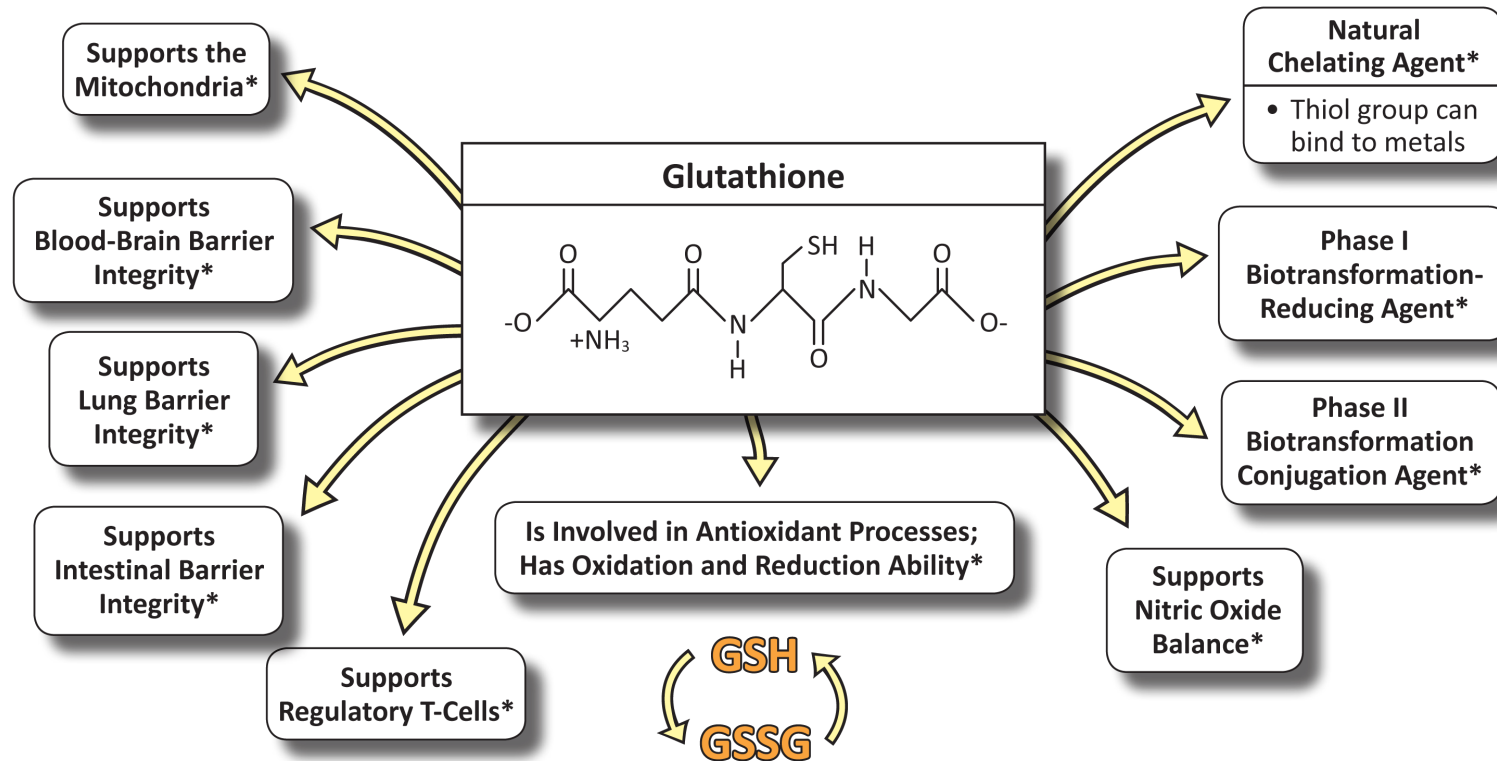 Supports the
Mitochondria*
Supports
Blood-Brain Barrier
Integrity*
Supports
Lung Barrier
Integrity*
Supports
Intestinal Barrier
Integrity*
Supports
Regulatory T-Cells*
Glutathione
O
O
SH
H
O
-O
+NH₃
N
H
O
N
O-
Is Involved in Antioxidant Processes;
Has Oxidation and Reduction Ability*
GSH
GSSG
Natural
Chelating Agent*
• Thiol group can
bind to metals
Phase I
Biotransformation-
Reducing Agent*
Phase II
Biotransformation
Conjugation Agent*
Supports
Nitric Oxide
Balance*